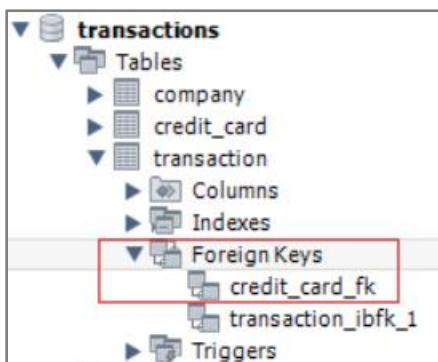 transactions
Tables
company
credit_card
transaction
Columns
Indexes
Foreign Keys
credit_card_fk
transaction_ibfk_1
Triggers